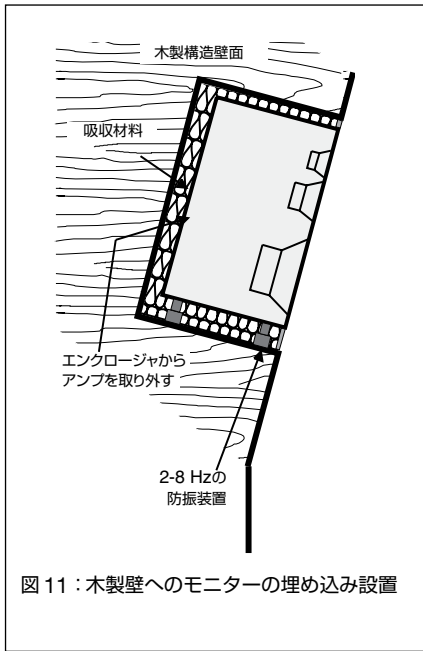 木製構造壁面
吸収材料
エンクロージャから
アンプを取り外す
2-8 Hzの
防振装置
図 11：木製壁へのモニターの埋め込み設置